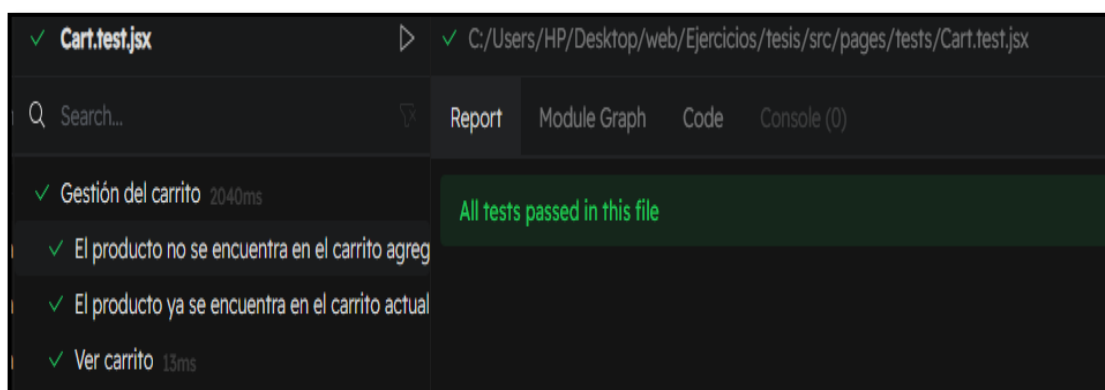 Cart.test.jsx
C:/Users/HP/Desktop/web/Ejercicios/tesis/src/pages/tests/Cart.test.jsx
Search...
Report Module Graph Code Console (0)
Gestión del carrito 2040ms
All tests passed in this file
El producto no se encuentra en el carrito agreg
El producto ya se encuentra en el carrito actual
Ver carrito 13ms